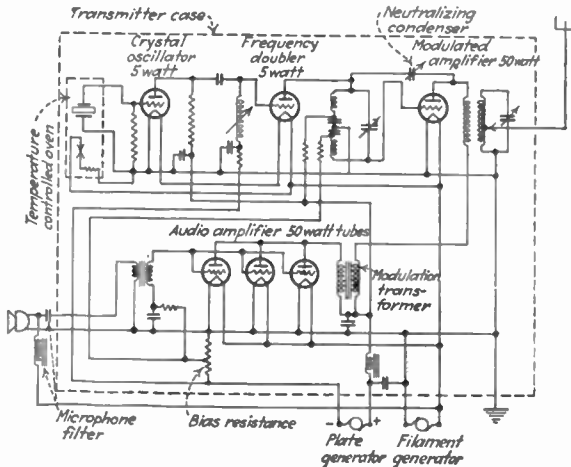 Transmitter case
Neutralizing
condenser
Crystal
oscillator
5 watt
Frequency
doubler
5 watt
Modulated
amplifier 50 watt
Temperature
controlled oven
Audio amplifier 50 watt tubes
Modulation
trans-
former
Microphone
filter
Bias resistance
- +
Plate
generator
Filament
generator